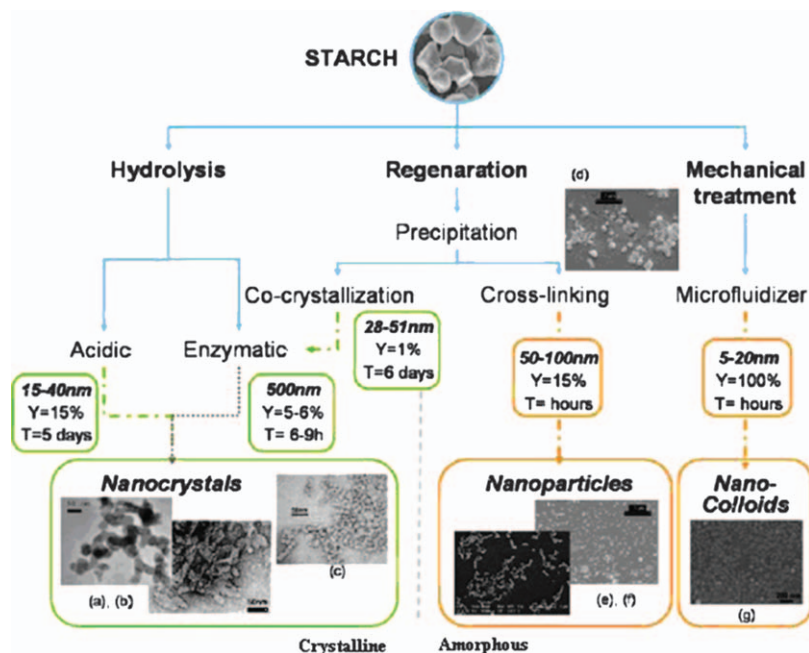 STARCH
Hydrolysis
Regenaration
Mechanical
treatment
(d)
Precipitation
Co-crystallization
Cross-linking
Microfluidizer
Acidic
Enzymatic
28-51nm
Y=1%
T=6 days
15-40nm
Y=15%
T=5 days
500nm
Y=5-6%
T= 6-9h
50-100nm
Y=15%
T= hours
5-20nm
Y=100%
T= hours
Nanocrystals
(a), (b)
50nm
(c)
Nanoparticles
(e), (f)
Nano-
Colloids
(g)
Crystalline
Amorphous